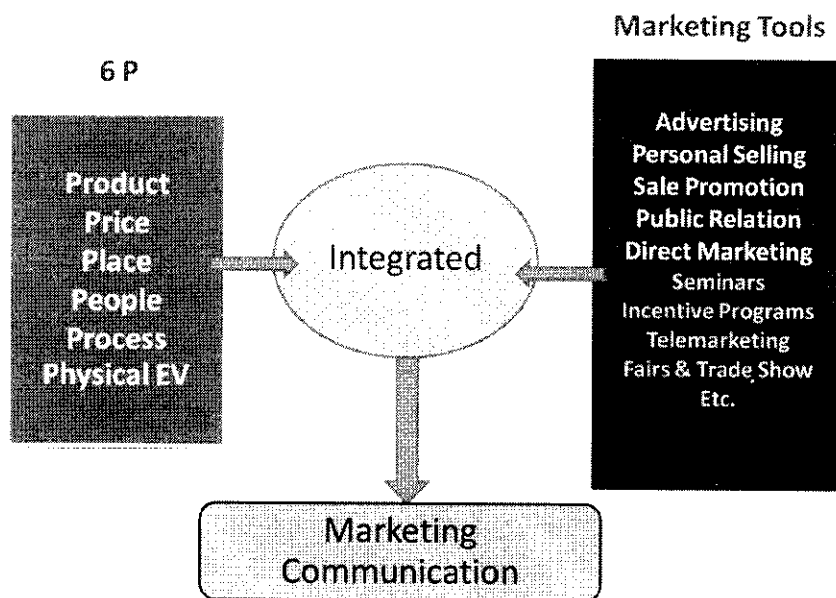 6 P
Product
Price
Place
People
Process
Physical EV
Integrated
Marketing Tools
Advertising
Personal Selling
Sale Promotion
Public Relation
Direct Marketing
Seminars
Incentive Programs
Telemarketing
Fairs & Trade Show
Etc.
Marketing
Communication